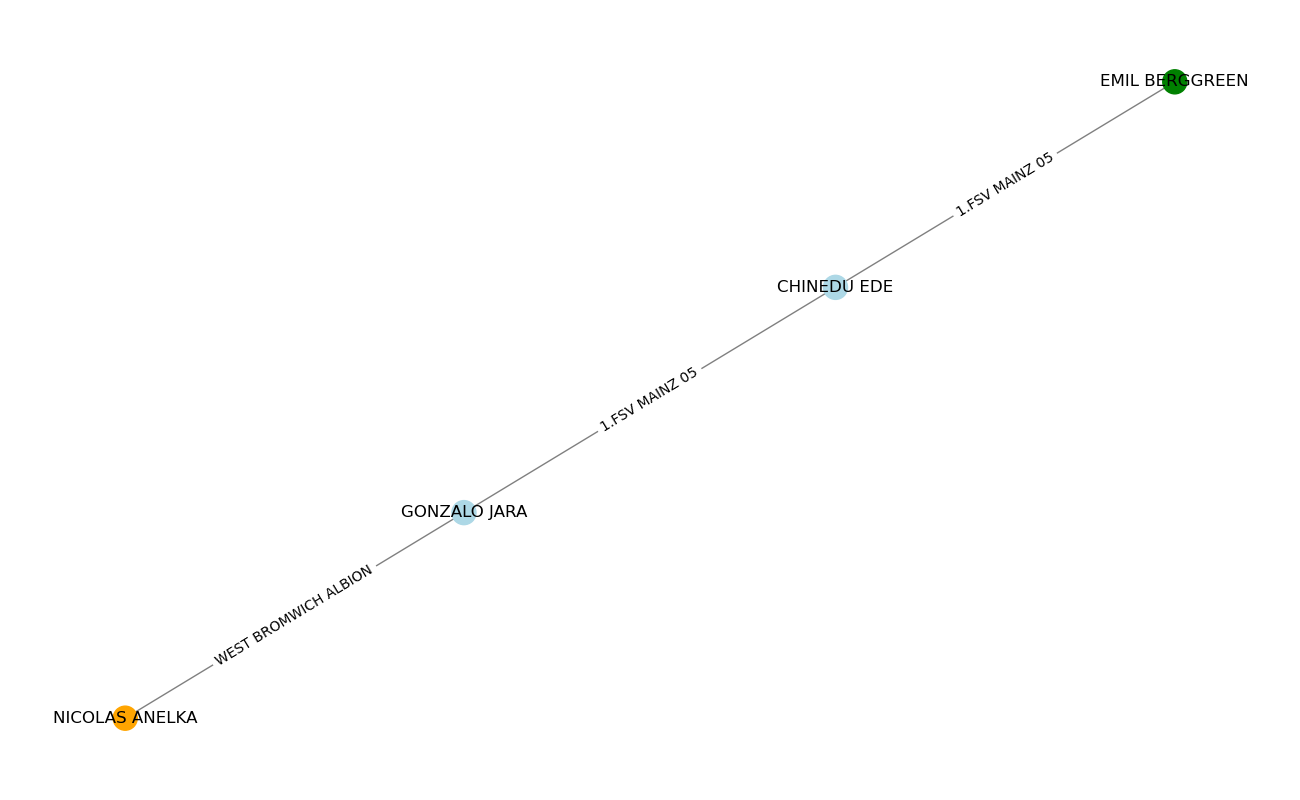 EMIL BERGGREEN
1.FSV MAINZ 05
CHINEDU EDE
1.FSV MAINZ 05
GONZALO JARA
WEST BROMWICH ALBION
NICOLAS ANELKA